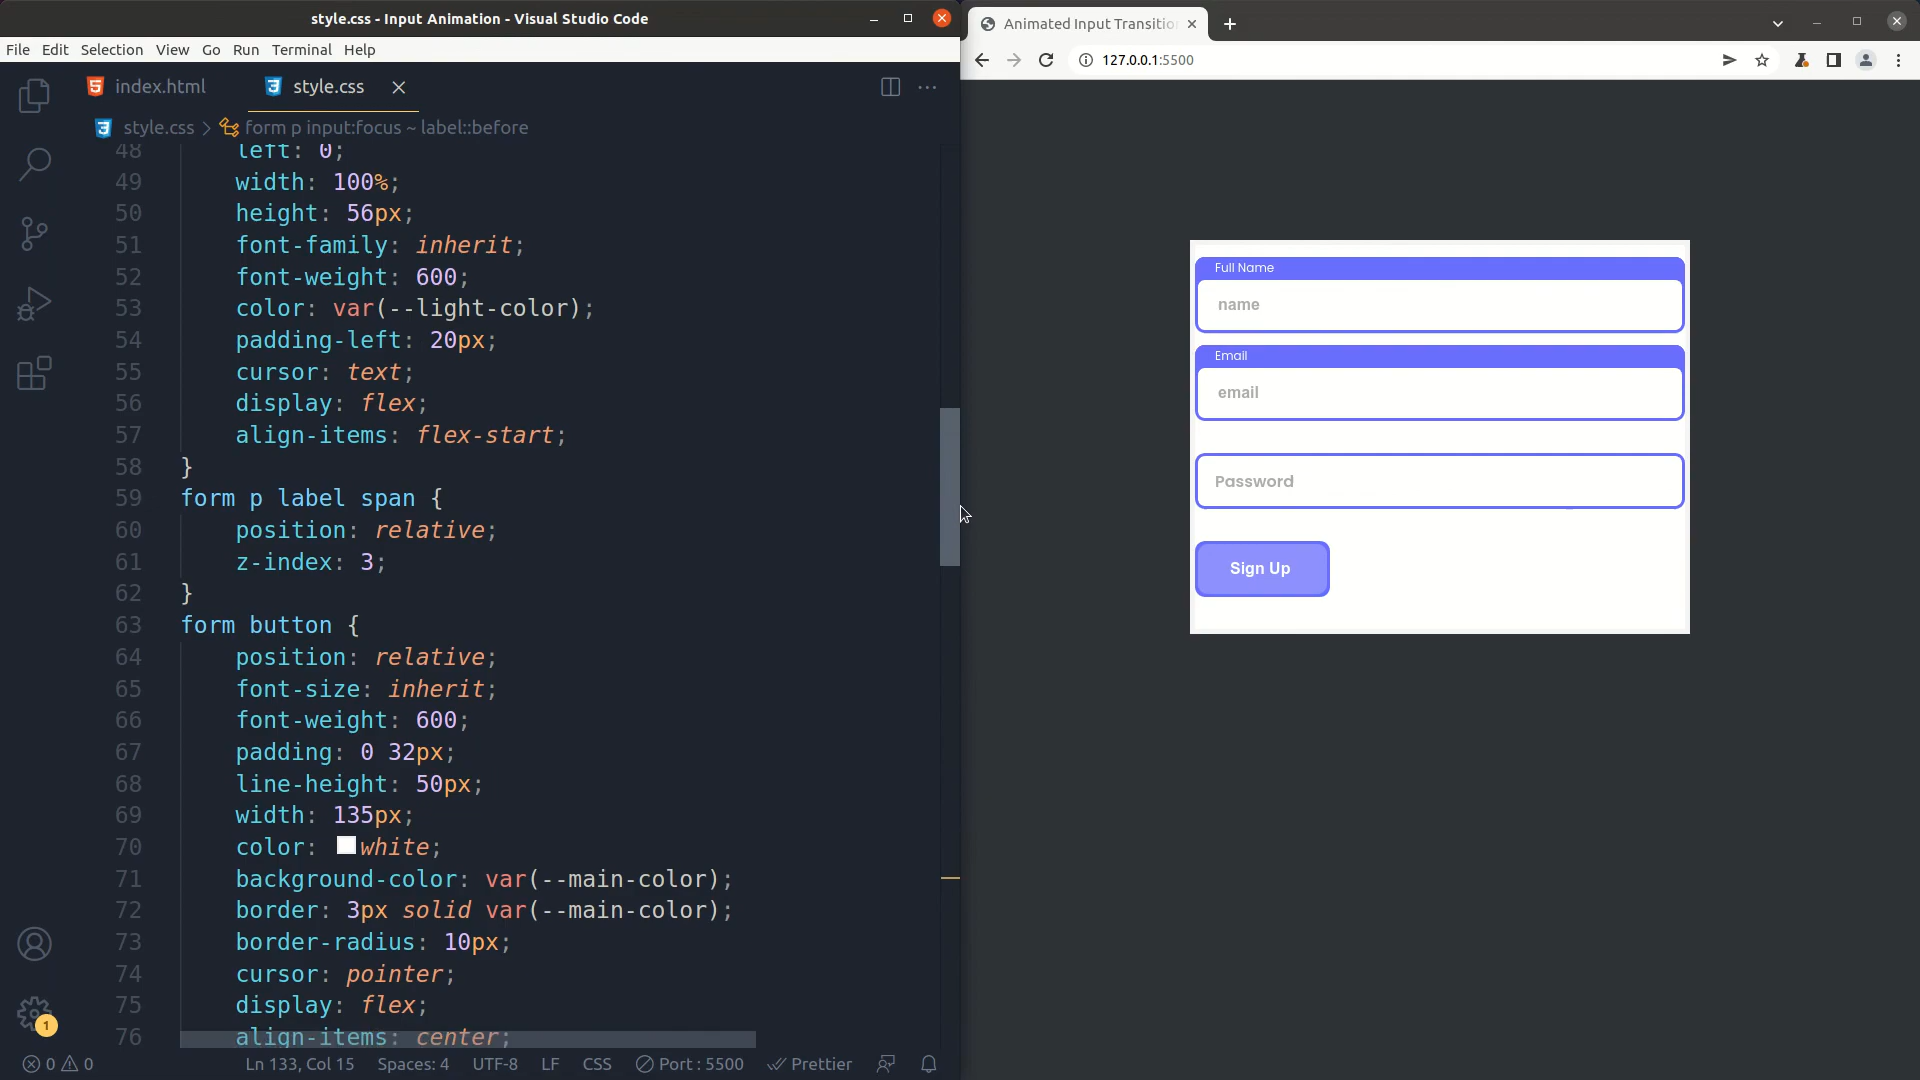 style.css - Input Animation - Visual Studio Code
File Edit Selection View Go Run Terminal Help
index.html
style.css
style.css > form p input:focus ~ label::before
48 left: 0;
49 width: 100%;
50 height: 56px;
51 font-family: inherit;
52 font-weight: 600;
53 color: var(--light-color);
54 padding-left: 20px;
55 cursor: text;
56 display: flex;
57 align-items: flex-start;
58 }
59 form p label span {
60 position: relative;
61 z-index: 3;
62 }
63 form button {
64 position: relative;
65 font-size: inherit;
66 font-weight: 600;
67 padding: 0 32px;
68 line-height: 50px;
69 width: 135px;
70 color: white;
71 background-color: var(--main-color);
72 border: 3px solid var(--main-color);
73 border-radius: 10px;
74 cursor: pointer;
75 display: flex;
76 align-items: center;
1
0 0 Ln 133, Col 15 Spaces: 4 UTF-8 LF CSS Port : 5500 Prettier
Animated Input Transitio
127.0.0.1:5500
Full Name
name
Email
email
Password
Sign Up